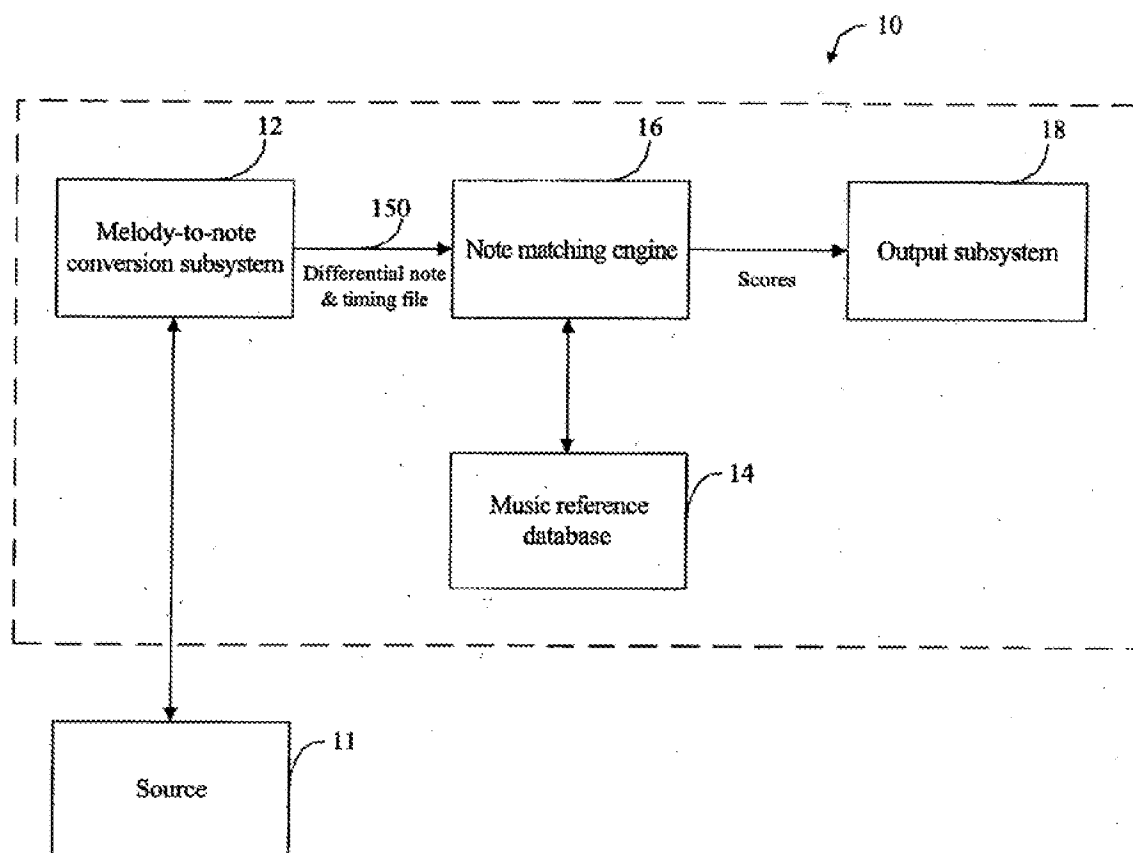 10
12
16
18
Melody-to-note
conversion subsystem
150
Differential note
& timing file
Note matching engine
Scores
Output subsystem
Music reference
database
14
11
Source